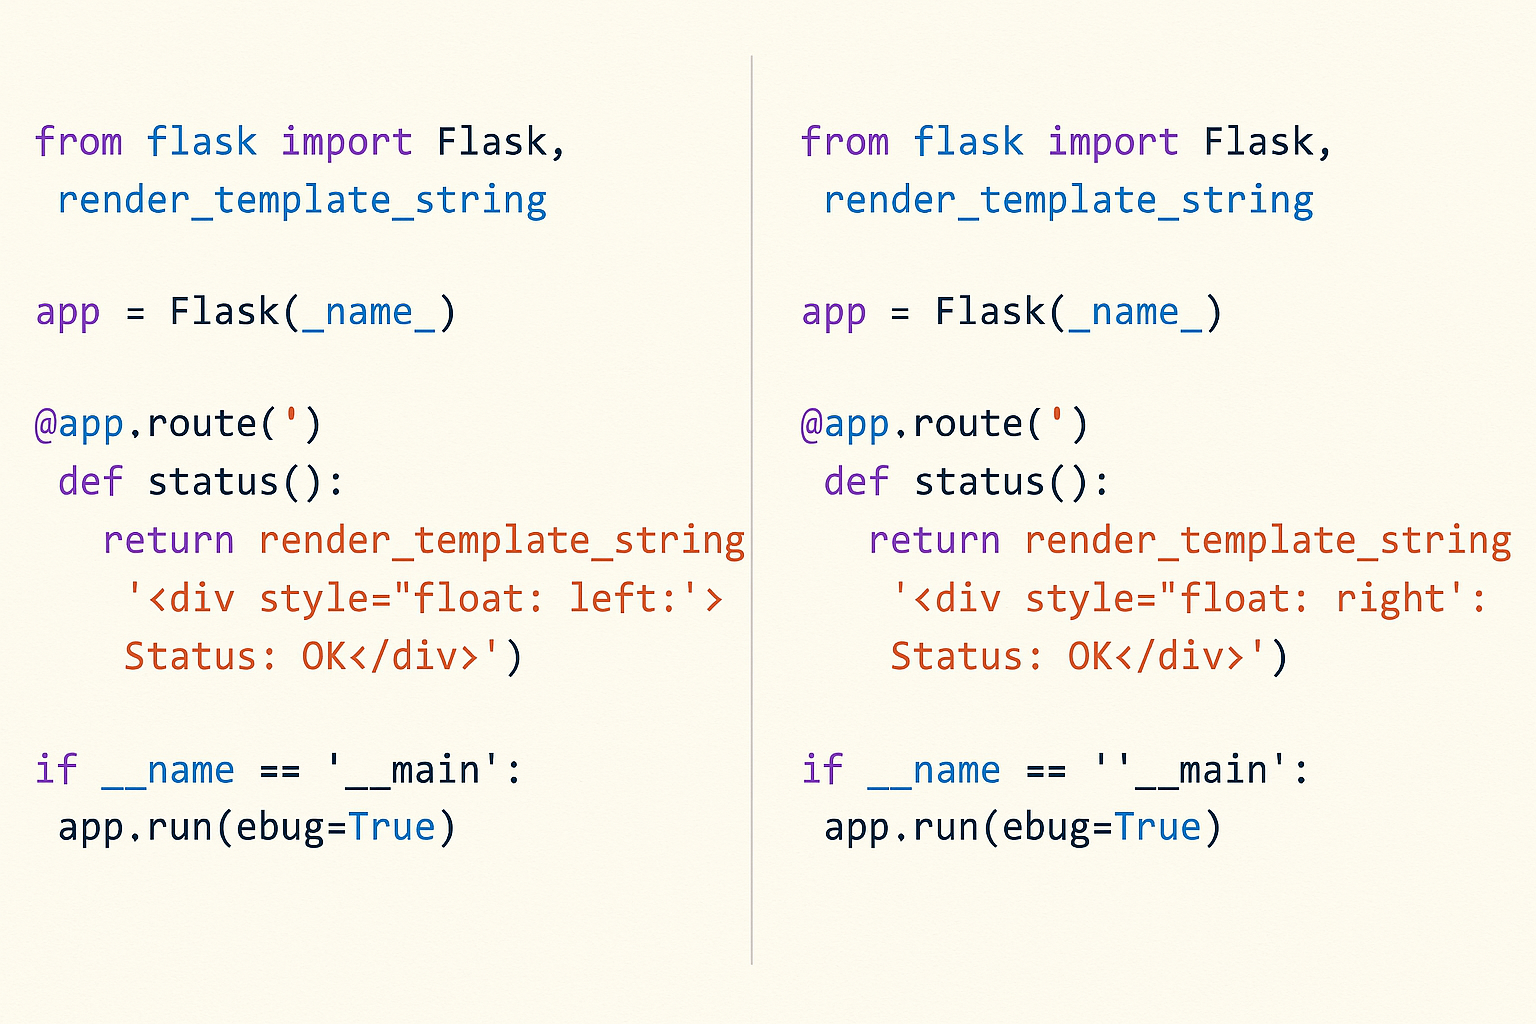 from flask import Flask,
render_template_string
app = Flask(_name_)
@app.route(')
def status():
return render_template_string
'<div style="float: left:'>
Status: OK</div>')
if __name == '__main':
app.run(ebug=True)
from flask import Flask,
render_template_string
app = Flask(_name_)
@app.route(')
def status():
return render_template_string
'<div style="float: right':
Status: OK</div>')
if __name == ''__main':
app.run(ebug=True)